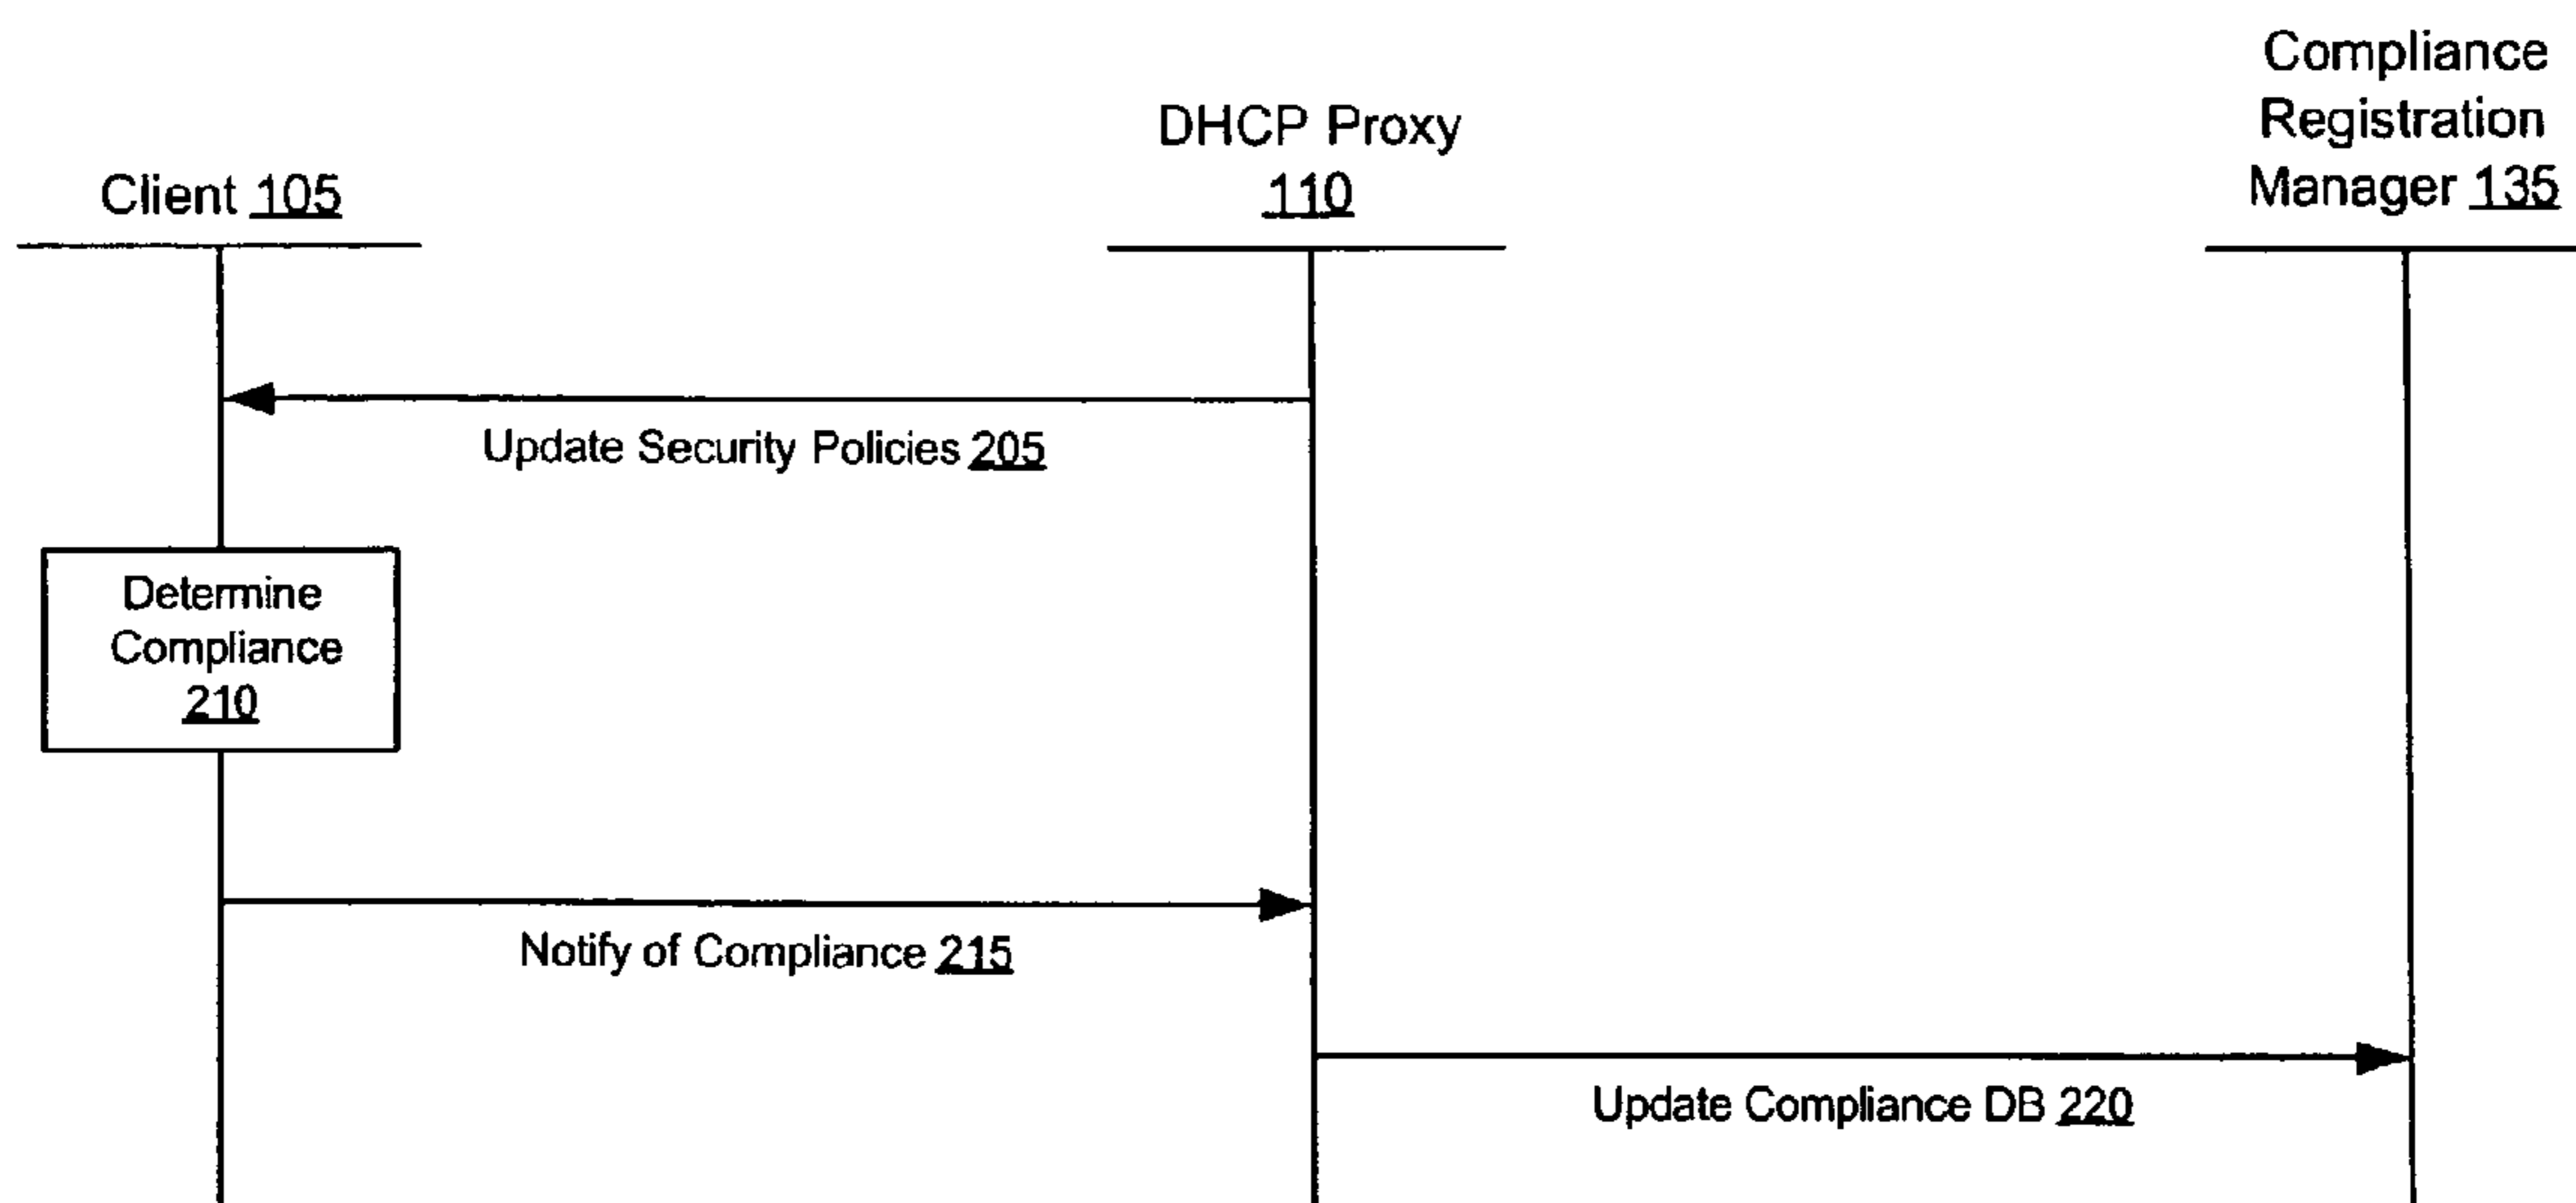 Compliance
Registration
Manager 135
DHCP Proxy
110
Client 105
Update Security Policies 205
Determine
Compliance
210
Notify of Compliance 215
Update Compliance DB 220